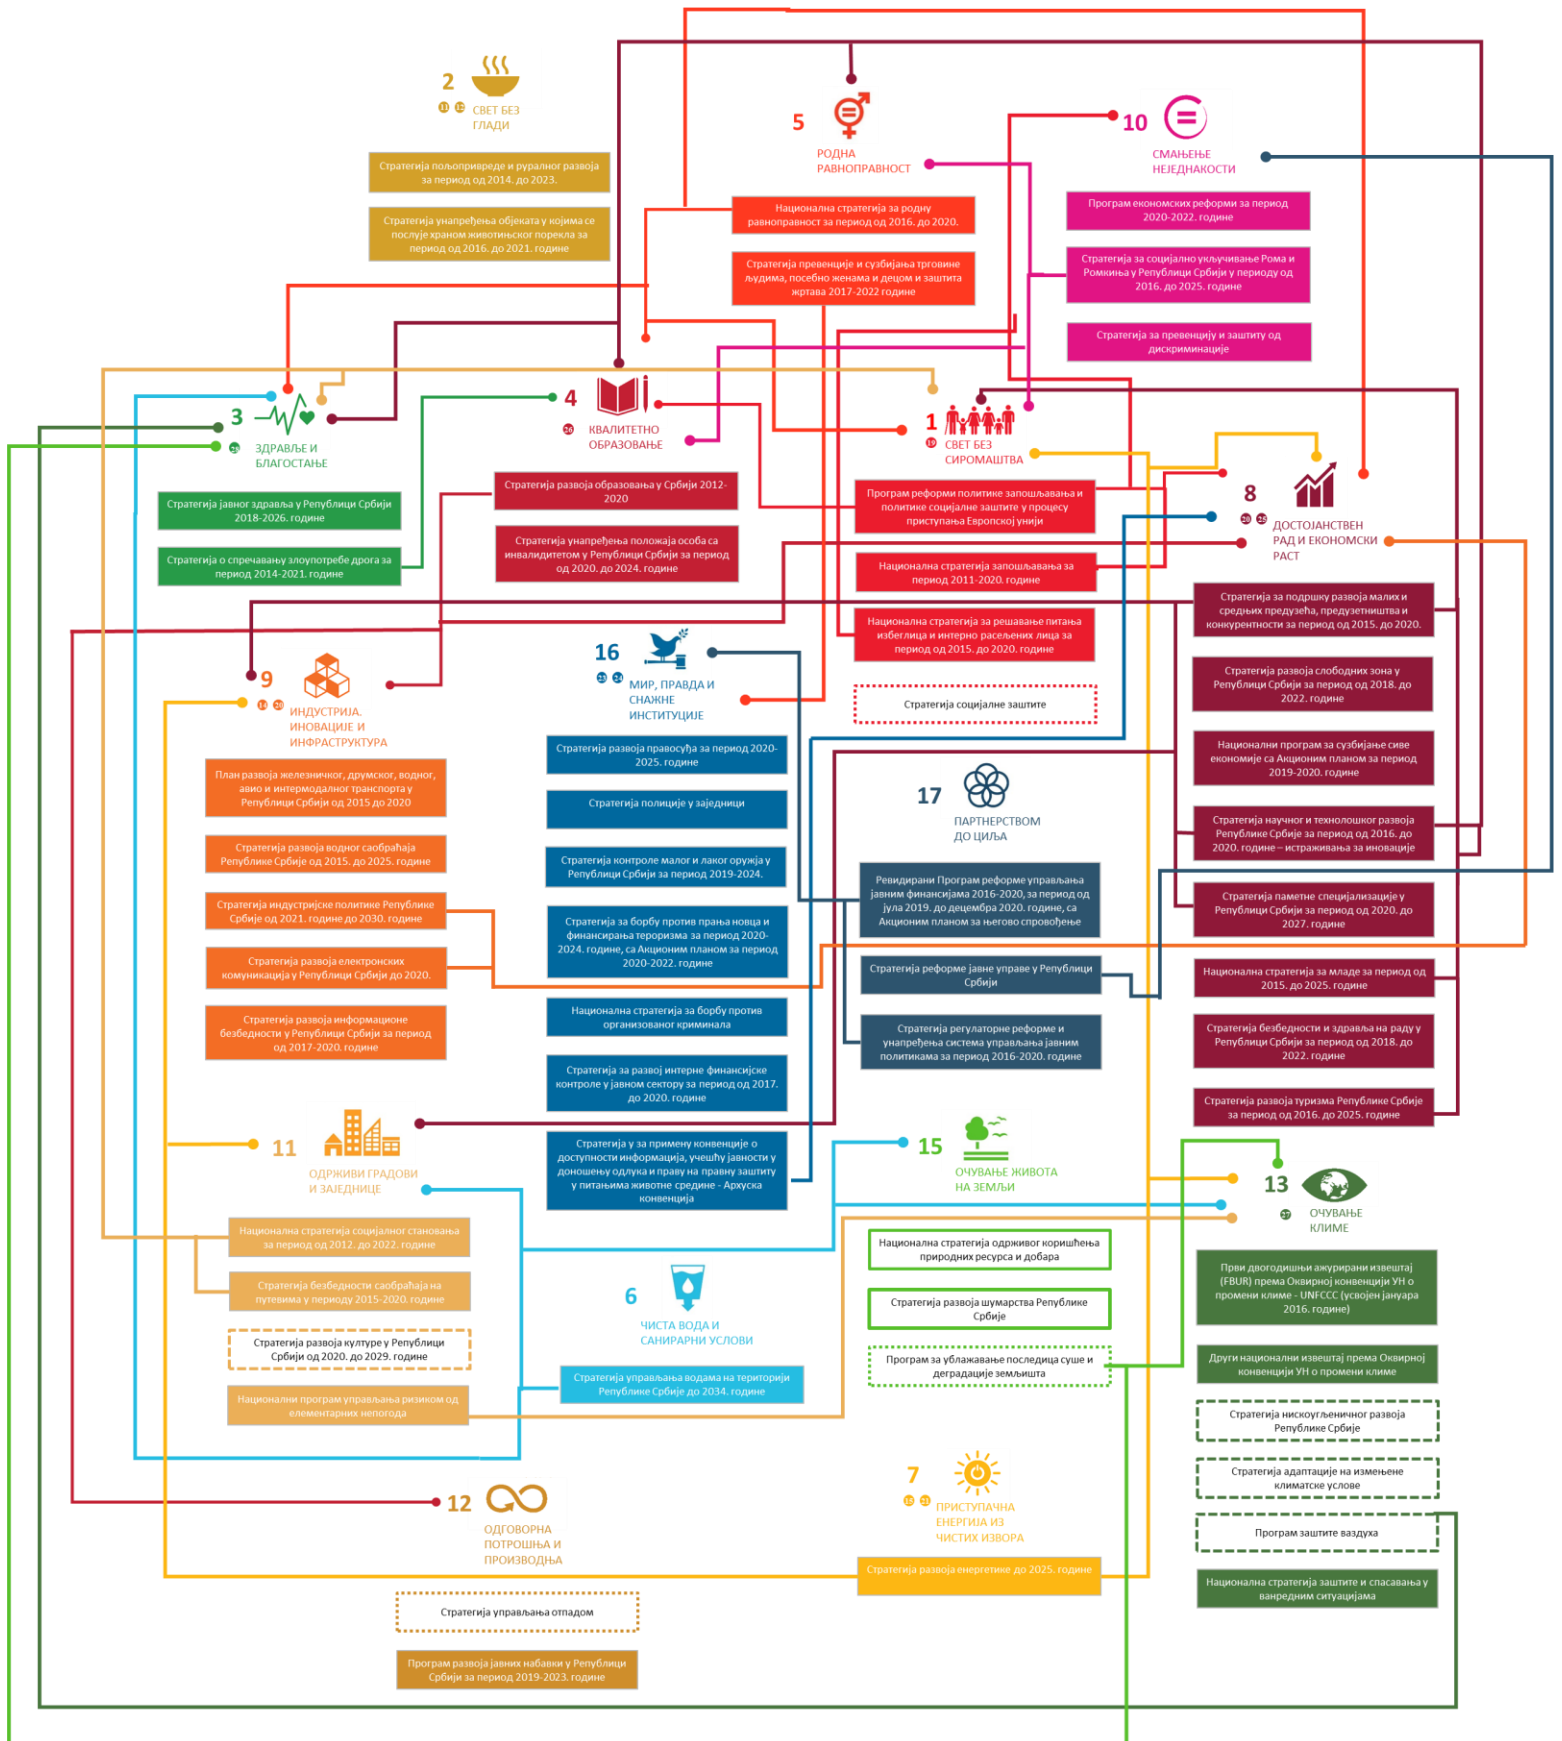 2
11 12
СВЕТ БЕЗ
ГЛАДИ
Стратегија пољопривреде и руралног развоја
за период од 2014. до 2023.
Стратегија унапређења објеката у којима се
послује храном животињског порекла за
период од 2016. до 2021. године
5
РОДНА
РАВНОПРАВНОСТ
Национална стратегија за родну
равноправност за период од 2016. до 2020.
Стратегија превенције и сузбијања трговине
људима, посебно женама и децом и заштита
жртава 2017-2022 године
10
СМАЊЕЊЕ
НЕЈЕДНАКОСТИ
Програм економских реформи за период
2020-2022. године
Стратегија за социјално укључивање Рома и
Ромкиња у Републици Србији у периоду од
2016. до 2025. године
Стратегија за превенцију и заштиту од
дискриминације
3
ЗДРАВЉЕ И
БЛАГОСТАЊЕ
Стратегија јавног здравља у Републици Србији
2018-2026. године
Стратегија о спречавању злоупотребе дрога за
период 2014-2021. године
4
26
КВАЛИТЕТНО
ОБРАЗОВАЊЕ
Стратегија развоја образовања у Србији 2012-
2020
Стратегија унапређења положаја особа са
инвалидитетом у Републици Србији за период
од 2020. до 2024. године
1
19
СВЕТ БЕЗ
СИРОМАШТВА
Програм реформи политике запошљавања и
политике социјалне заштите у процесу
приступања Европској унији
Национална стратегија запошљавања за
период 2011-2020. године
Национална стратегија за решавање питања
избеглица и интерно расељених лица за
период од 2015. до 2020. године
Стратегија социјалне заштите
8
ДОСТОЈАНСТВЕН
РАД И ЕКОНОМСКИ
РАСТ
Стратегија за подршку развоја малих и
средњих предузећа, предузетништва и
конкурентности за период од 2015. до 2020.
Стратегија развоја слободних зона у
Републици Србији за период од 2018. до
2022. године
Национални програм за сузбијање сиве
економије са Акционим планом за период
2019-2020. године
Стратегија научног и технолошког развоја
Републике Србије за период од 2016. до
2020. године – истраживања за иновације
Стратегија паметне специјализације у
Републици Србији за период од 2020. до
2027. године
Национална стратегија за младе за период од
2015. до 2025. године
Стратегија безбедности и здравља на раду у
Републици Србији за период од 2018. до
2022. године
Стратегија развоја туризма Републике Србије
за период од 2016. до 2025. године
9
ИНДУСТРИЈА.
ИНОВАЦИЈЕ И
ИНФРАСТРУКТУРА
План развоја железничког, друмског, водног,
авио и интермодалног транспорта у
Републици Србији од 2015 до 2020
Стратегија развоја водног саобраћаја
Републике Србије од 2015. до 2025. године
Стратегија индустријске политике Републике
Србије од 2021. године до 2030. године
Стратегија развоја електронских
комуникација у Републици Србији до 2020.
Стратегија развоја информационе
безбедности у Републици Србији за период
од 2017-2020. године
16
23 24
МИР, ПРАВДА И
СНАЖНЕ
ИНСТИТУЦИЈЕ
Стратегија развоја правосуђа за период 2020-
2025. године
Стратегија полиције у заједници
Стратегија контроле малог и лаког оружја у
Републици Србији за период 2019-2024.
Стратегија за борбу против прања новца и
финансирања тероризма за период 2020-
2024. године, са Акционим планом за период
2020-2022. године
Национална стратегија за борбу против
организованог криминала
Стратегија за развој интерне финансијске
контроле у јавном сектору за период од 2017.
до 2020. године
Стратегија у за примену конвенције о
доступности информација, учешћу јавности у
доношењу одлука и праву на правну заштиту
у питањима животне средине - Архуска
конвенција
17
ПАРТНЕРСТВОМ
ДО ЦИЉА
Ревидирани Програм реформе управљања
јавним финансијама 2016-2020, за период од
јула 2019. до децембра 2020. године, са
Акционим планом за његово спровођење
Стратегија реформе јавне управе у Републици
Србији
Стратегија регулаторне реформе и
унапређења система управљања јавним
политикама за период 2016-2020. године
11
ОДРЖИВИ ГРАДОВИ
И ЗАЈЕДНИЦЕ
Национална стратегија социјалног становања
за период од 2012. до 2022. године
Стратегија безбедности саобраћаја на
путевима у периоду 2015-2020. године
Стратегија развоја културе у Републици
Србији од 2020. до 2029. године
Национални програм управљања ризиком од
елементарних непогода
6
ЧИСТА ВОДА И
САНИРАРНИ УСЛОВИ
Стратегија управљања водама на територији
Републике Србије до 2034. године
15
ОЧУВАЊЕ ЖИВОТА
НА ЗЕМЉИ
Национална стратегија одрживог коришћења
природних ресурса и добара
Стратегија развоја шумарства Републике
Србије
Програм за ублажавање последица суше и
деградације земљишта
13
27
ОЧУВАЊЕ
КЛИМЕ
Први двогодишњи ажурирани извештај
(FBUR) према Оквирној конвенцији УН о
промени климе - UNFCCC (усвојен јануара
2016. године)
Други национални извештај према Оквирној
конвенцији УН о промени климе
Стратегија нискоугљеничног развоја
Републике Србије
Стратегија адаптације на измењене
климатске услове
Програм заштите ваздуха
Национална стратегија заштите и спасавања у
ванредним ситуацијама
12
ОДГОВОРНА
ПОТРОШЊА И
ПРОИЗВОДЊА
Стратегија управљања отпадом
Програм развоја јавних набавки у Републици
Србији за период 2019-2023. године
7
ПРИСТУПАЧНА
ЕНЕРГИЈА ИЗ
ЧИСТИХ ИЗВОРА
Стратегија развоја енергетике до 2025. године